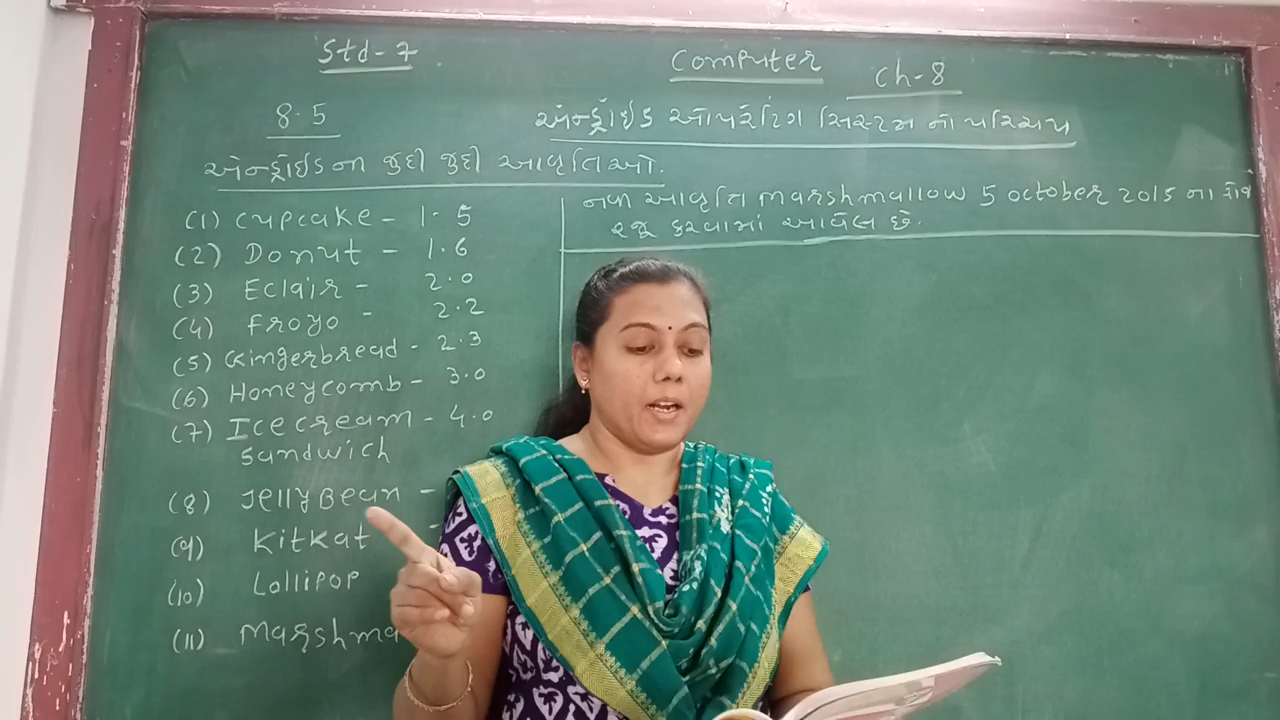 Std-7
Computer
Ch-8
8.5
એન્ડ્રોઇડ ઓપરેટિંગ સિસ્ટમ નો પરિચય
એન્ડ્રોઇડના જુદી જુદી આવૃતિઓ.
નવી આવૃતિ marshmallow 5 october 2015 ના રોજ
રજૂ કરવામાં આવેલ છે.
(1) Cupcake - 1.5
(2) Donut - 1.6
(3) Eclair - 2.0
(4) Froyo - 2.2
(5) Gingerbread - 2.3
(6) Honeycomb - 3.0
(7) Ice cream - 4.0
Sandwich
(8) Jelly Bean -
(9) Kitkat -
(10) Lollipop
(11) Marshma